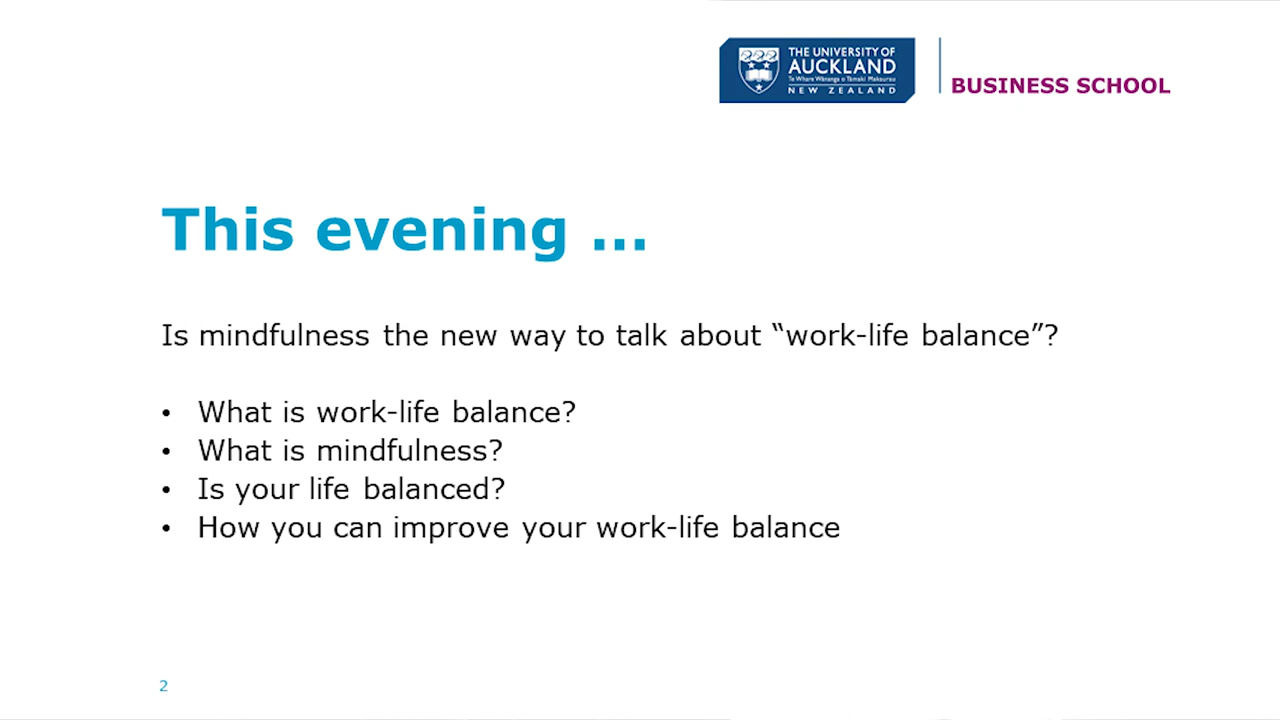 THE UNIVERSITY OF
AUCKLAND
Te Whare Wānanga o Tāmaki Makaurau
NEW ZEALAND
BUSINESS SCHOOL
This evening ...
Is mindfulness the new way to talk about “work-life balance”?
• What is work-life balance?
• What is mindfulness?
• Is your life balanced?
• How you can improve your work-life balance
2